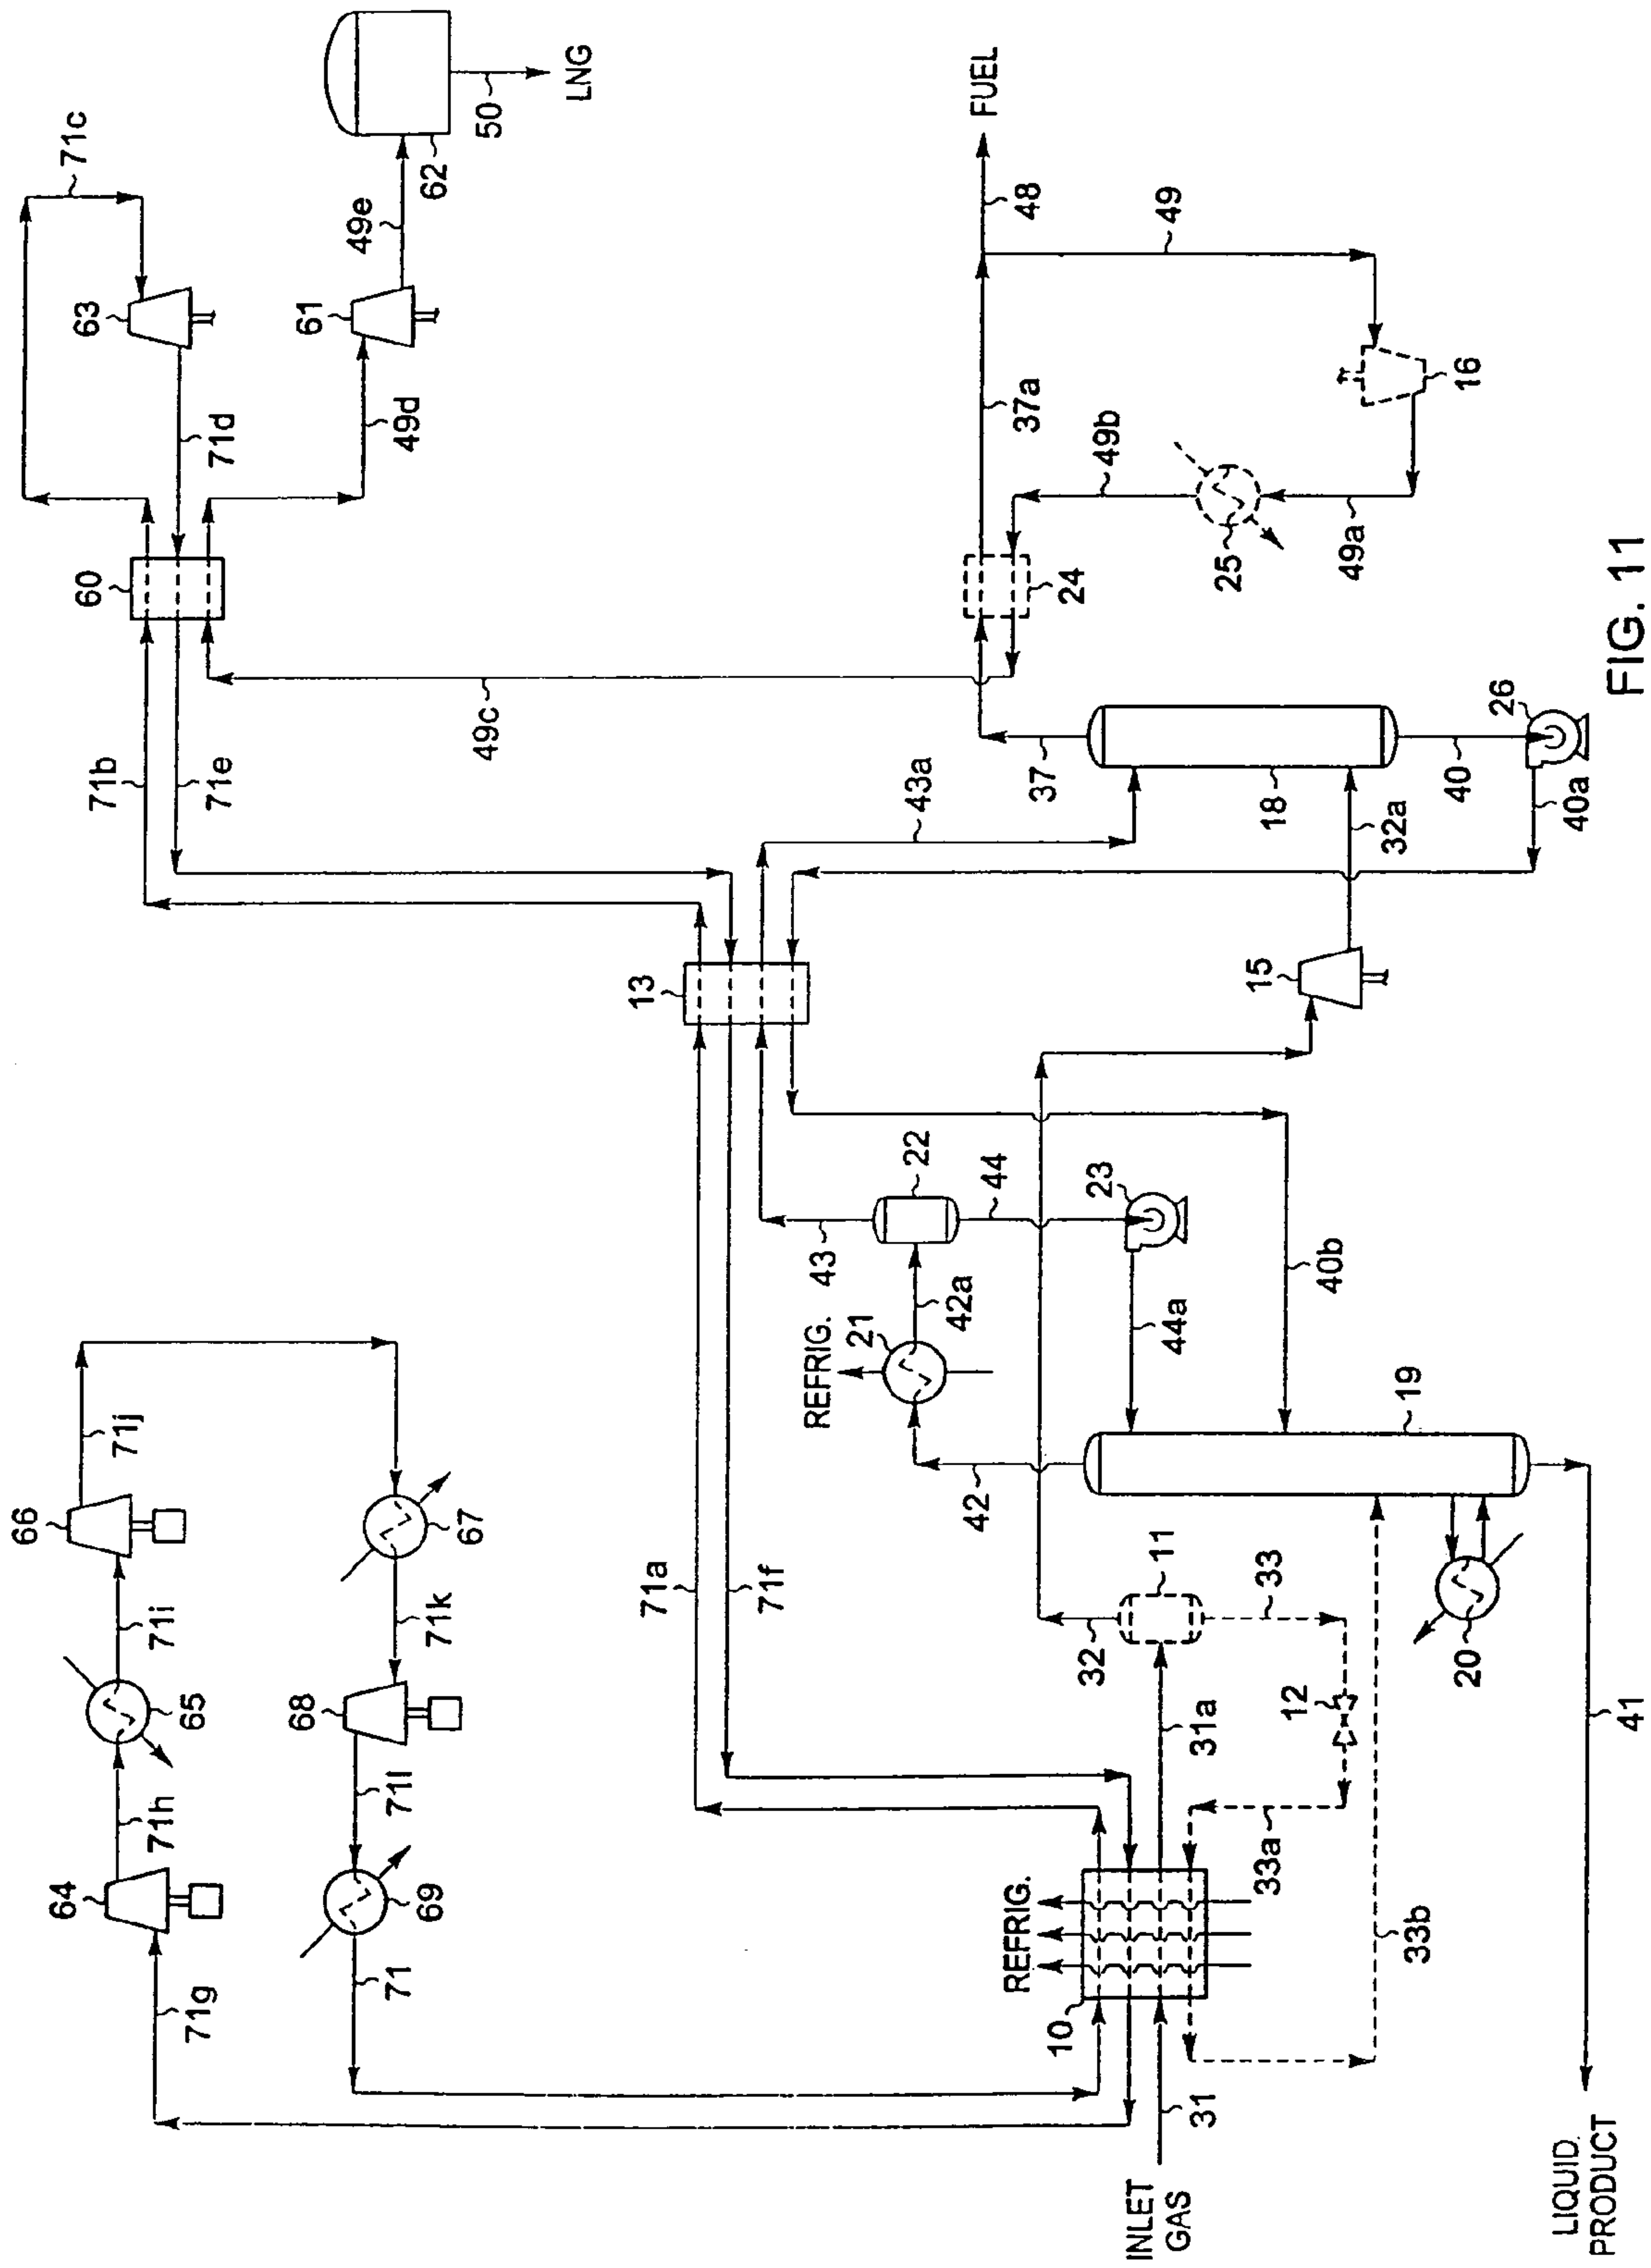 INLET
GAS
31
10
REFRIG.
71
69
71l
68
71k
67
71g
64
71h
65
71i
66
71j
33b
33a
12
33
11
31a
32
71a
71f
20
19
41
LIQUID
PRODUCT
42
REFRIG.
21
42a
22
43
44
23
44a
40b
13
15
32a
18
37
43a
40
26
40a
71b
71e
49c
24
25
49b
49a
16
37a
49
48
FUEL
60
71d
63
71c
49d
61
49e
62
50
LNG
FIG. 11